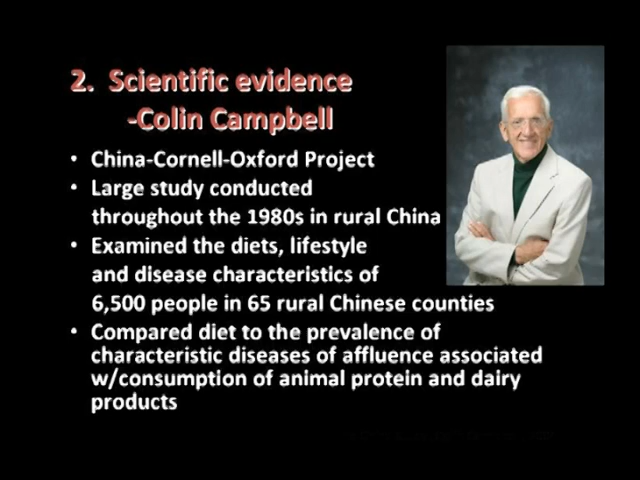 2. Scientific evidence
-Colin Campbell
• China-Cornell-Oxford Project
• Large study conducted
throughout the 1980s in rural China
• Examined the diets, lifestyle
and disease characteristics of
6,500 people in 65 rural Chinese counties
• Compared diet to the prevalence of
characteristic diseases of affluence associated
w/consumption of animal protein and dairy
products